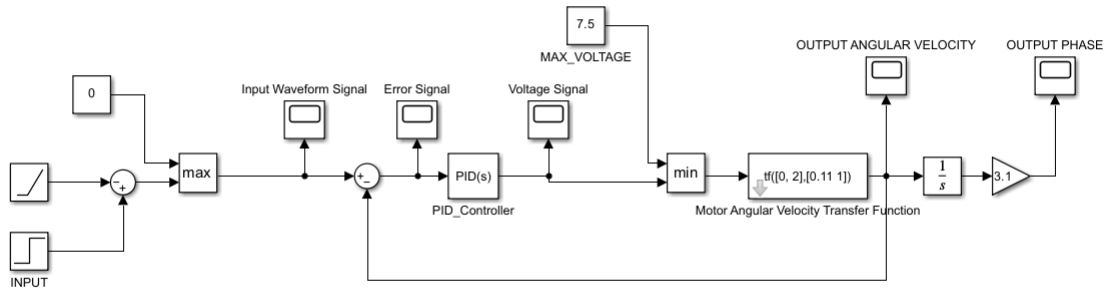 7.5
MAX_VOLTAGE
OUTPUT ANGULAR VELOCITY
OUTPUT PHASE
0
Input Waveform Signal
Error Signal
Voltage Signal
max
PID(s)
PID_Controller
min
tf([0, 2],[0.11 1])
Motor Angular Velocity Transfer Function
1
s
3.1
INPUT